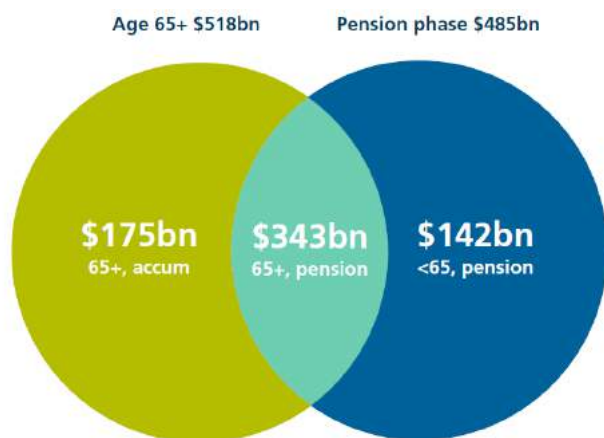 Age 65+ $518bn
Pension phase $485bn
$175bn
65+, accum
$343bn
65+, pension
$142bn
<65, pension